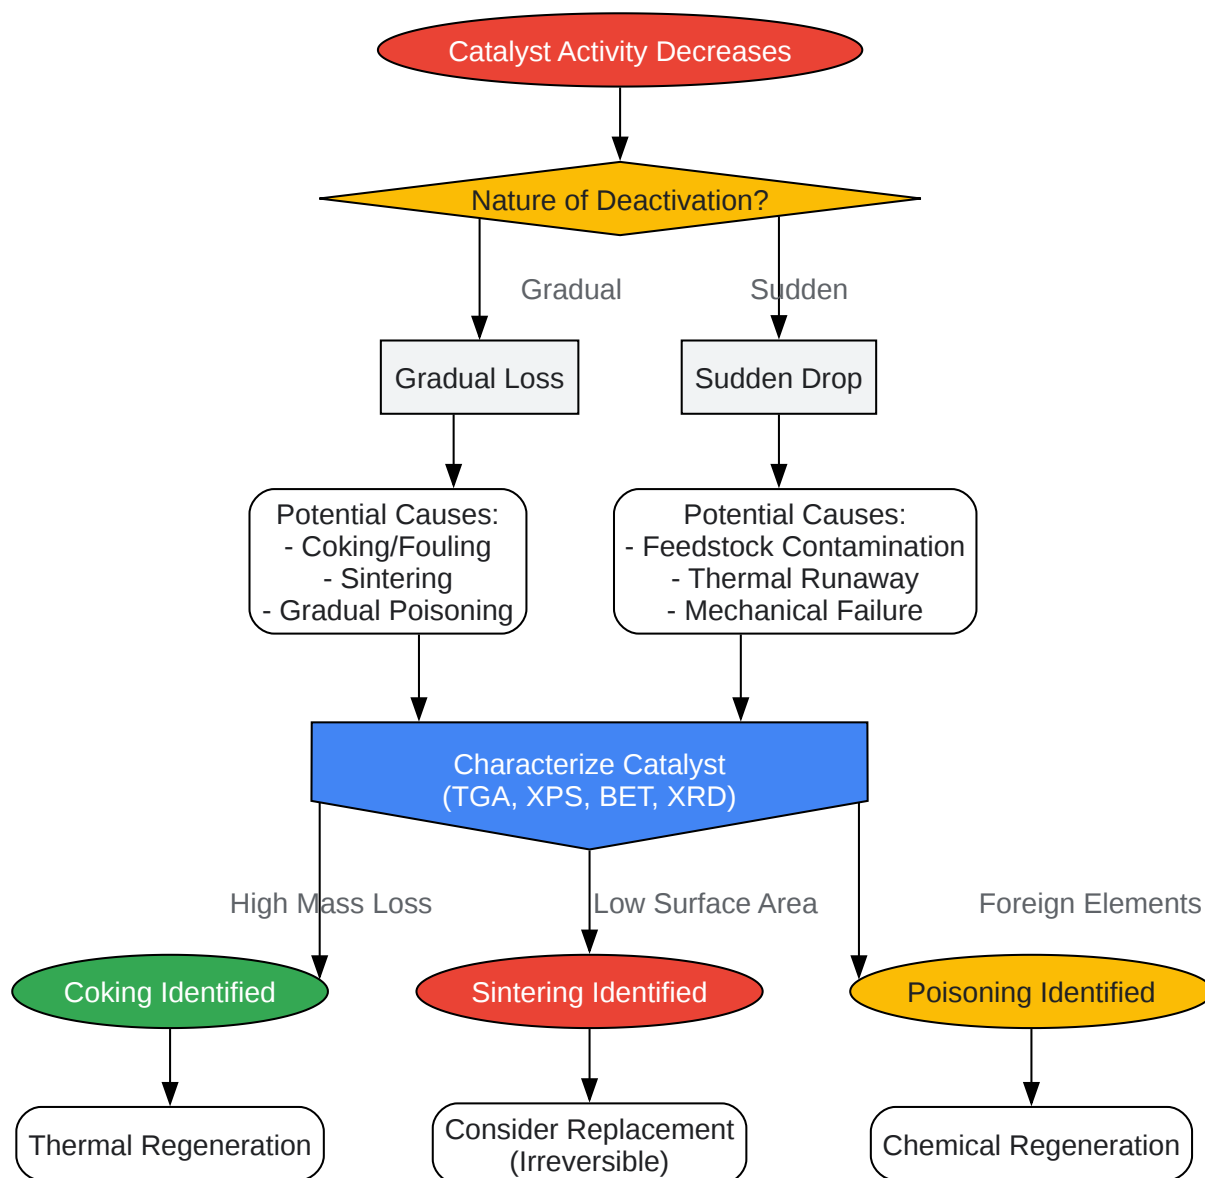 Catalyst Activity Decreases
Nature of Deactivation?
Gradual
Sudden
Gradual Loss
Sudden Drop
Potential Causes:
- Coking/Fouling
- Sintering
- Gradual Poisoning
Potential Causes:
- Feedstock Contamination
- Thermal Runaway
- Mechanical Failure
Characterize Catalyst
(TGA, XPS, BET, XRD)
High Mass Loss
Low Surface Area
Foreign Elements
Coking Identified
Sintering Identified
Poisoning Identified
Thermal Regeneration
Consider Replacement
(Irreversible)
Chemical Regeneration